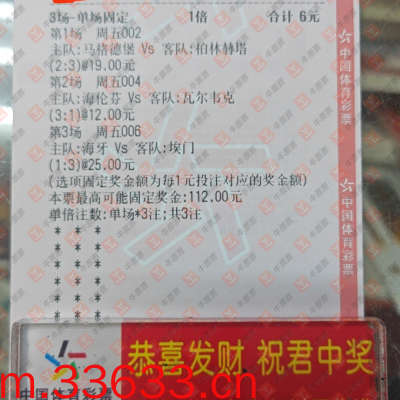 3场-单场固定 1倍 合计 6元
第1场 周五002
主队:马格德堡 Vs 客队:柏林赫塔
(2:3)@19.00元
第2场 周五004
主队:海伦芬 Vs 客队:瓦尔韦克
(3:1)@12.00元
第3场 周五006
主队:海牙 Vs 客队:埃门
(1:3)@25.00元
(选项固定奖金额为每1元投注对应的奖金额)
本票最高可能固定奖金:112.00元
单倍注数:单场*3注;共3注
* * * *
* * * *
* * * *
* * * *
* * * *
* * * *
中国体育彩票
中国体育彩票
恭喜发财 祝君中奖
m.33633.cn
中国体育彩票